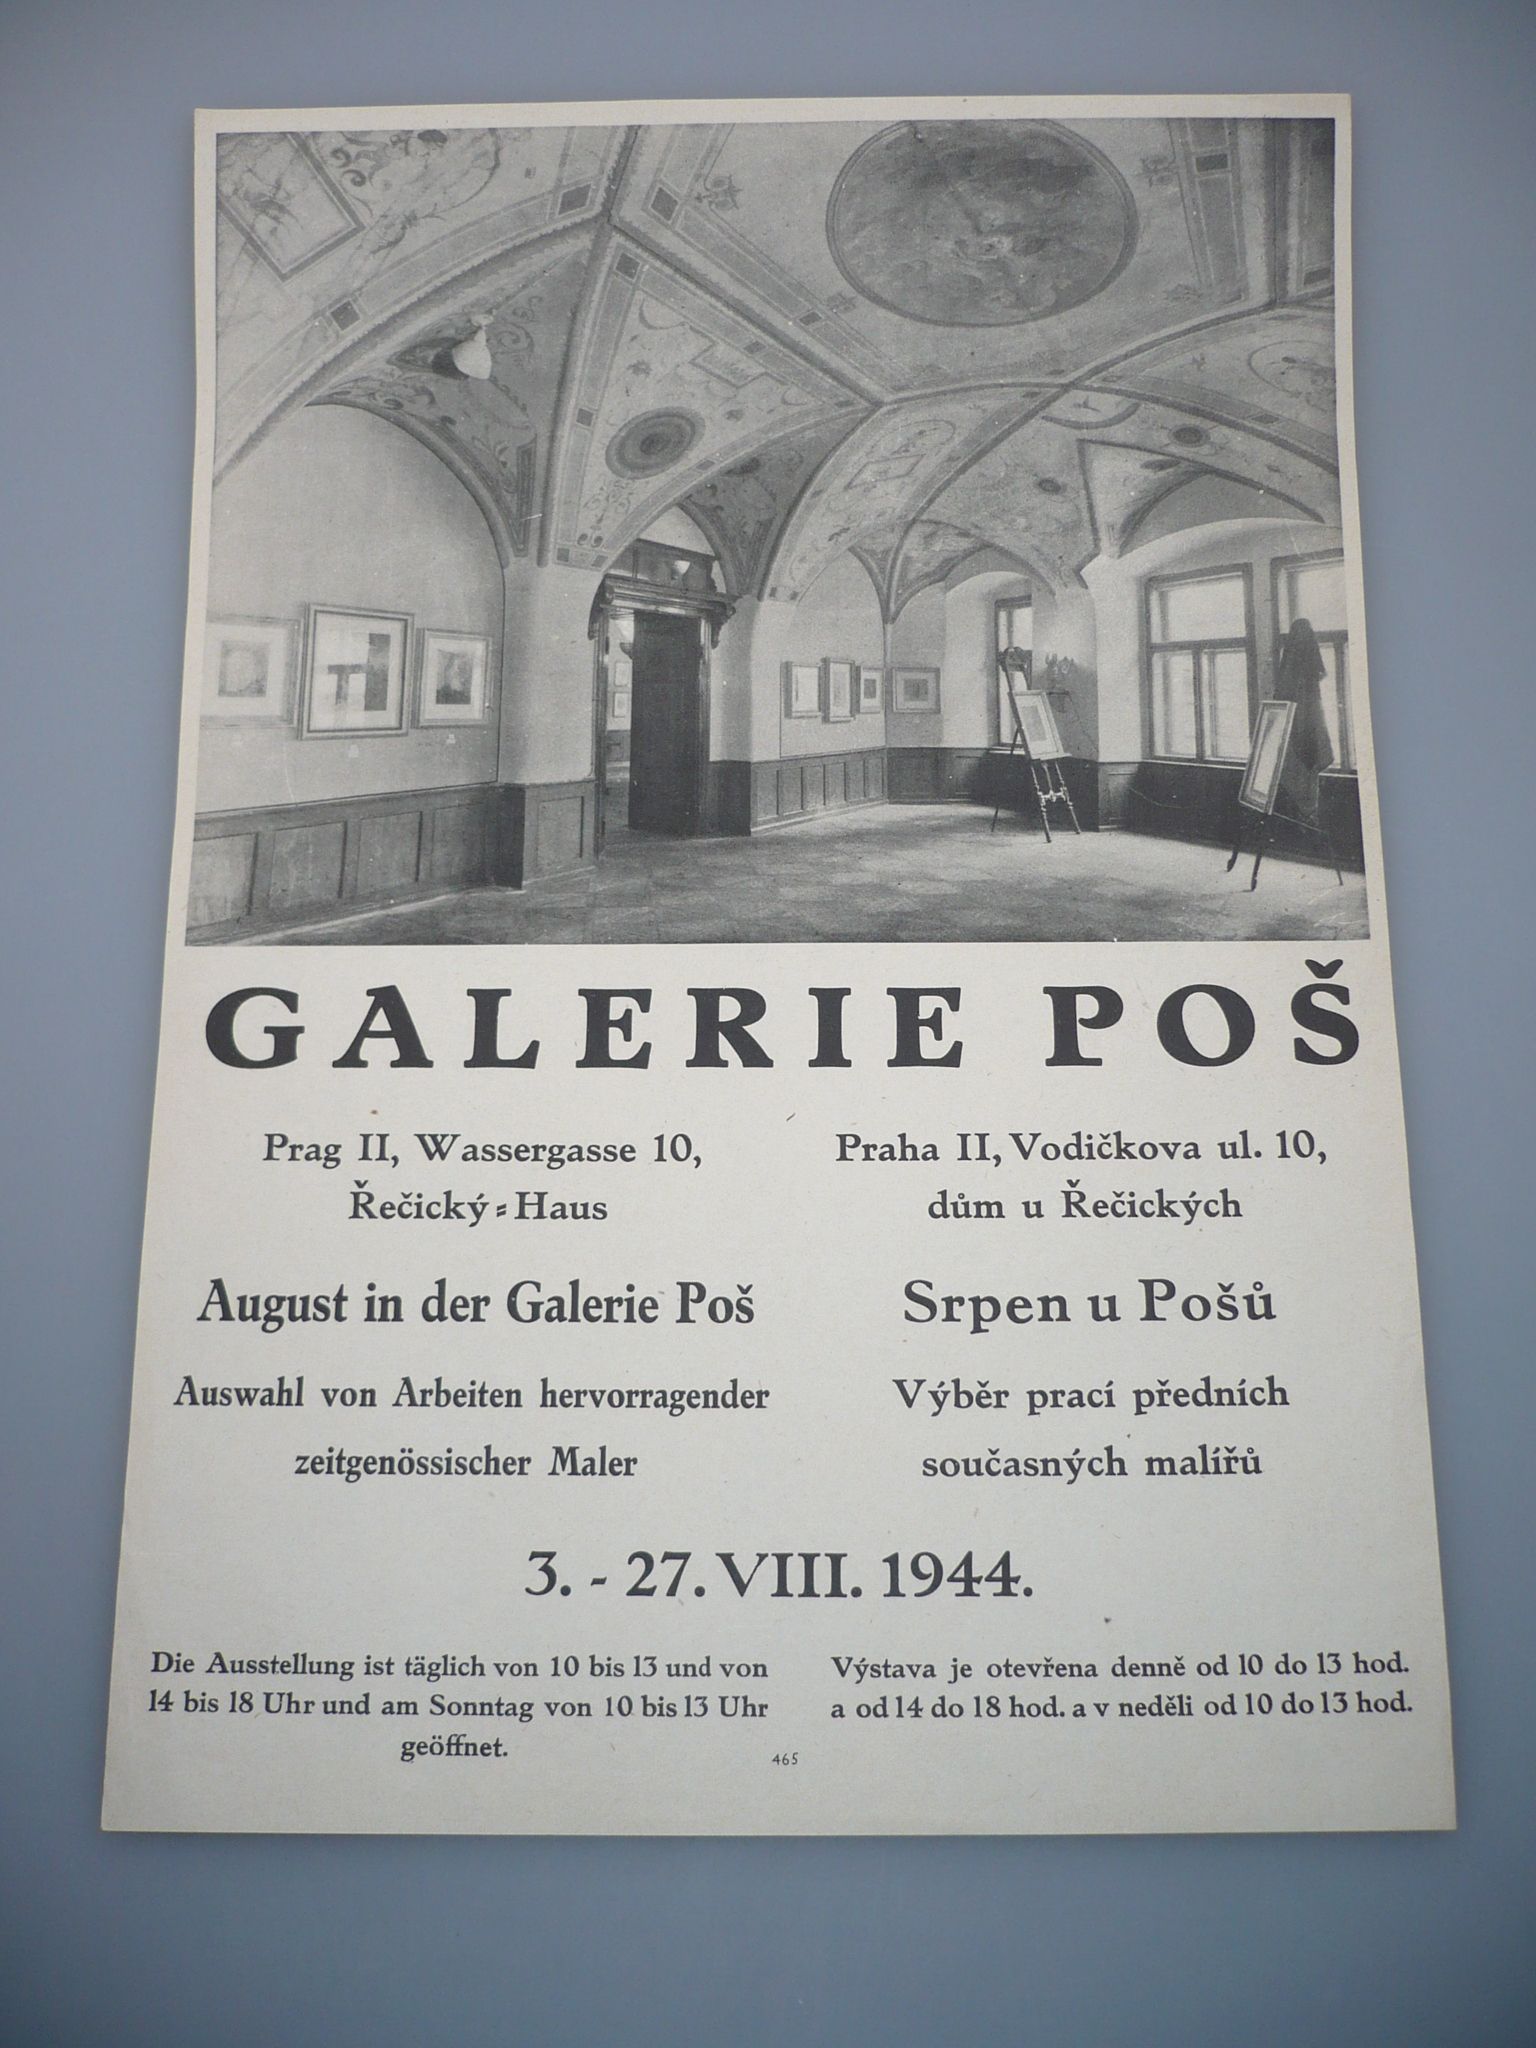 GALERIE POŠ
Prag II, Wassergasse 10,
Řečický-Haus
August in der Galerie Poš
Auswahl von Arbeiten hervorragender
zeitgenössischer Maler
Praha II, Vodičkova ul. 10,
dům u Řečických
Srpen u Pošů
Výběr prací předních
současných malířů
3. - 27. VIII. 1944.
Die Ausstellung ist täglich von 10 bis 13 und von
14 bis 18 Uhr und am Sonntag von 10 bis 13 Uhr
geöffnet.
Výstava je otevřena denně od 10 do 13 hod.
a od 14 do 18 hod. a v neděli od 10 do 13 hod.
465